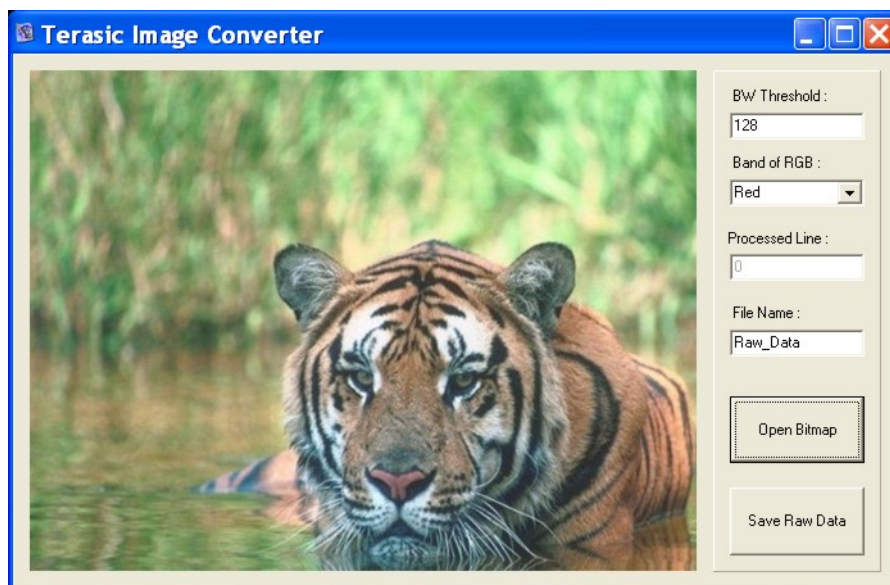 Terasic Image Converter
BW Threshold :
128
Band of RGB :
Red
Processed Line :
0
File Name :
Raw_Data
Open Bitmap
Save Raw Data